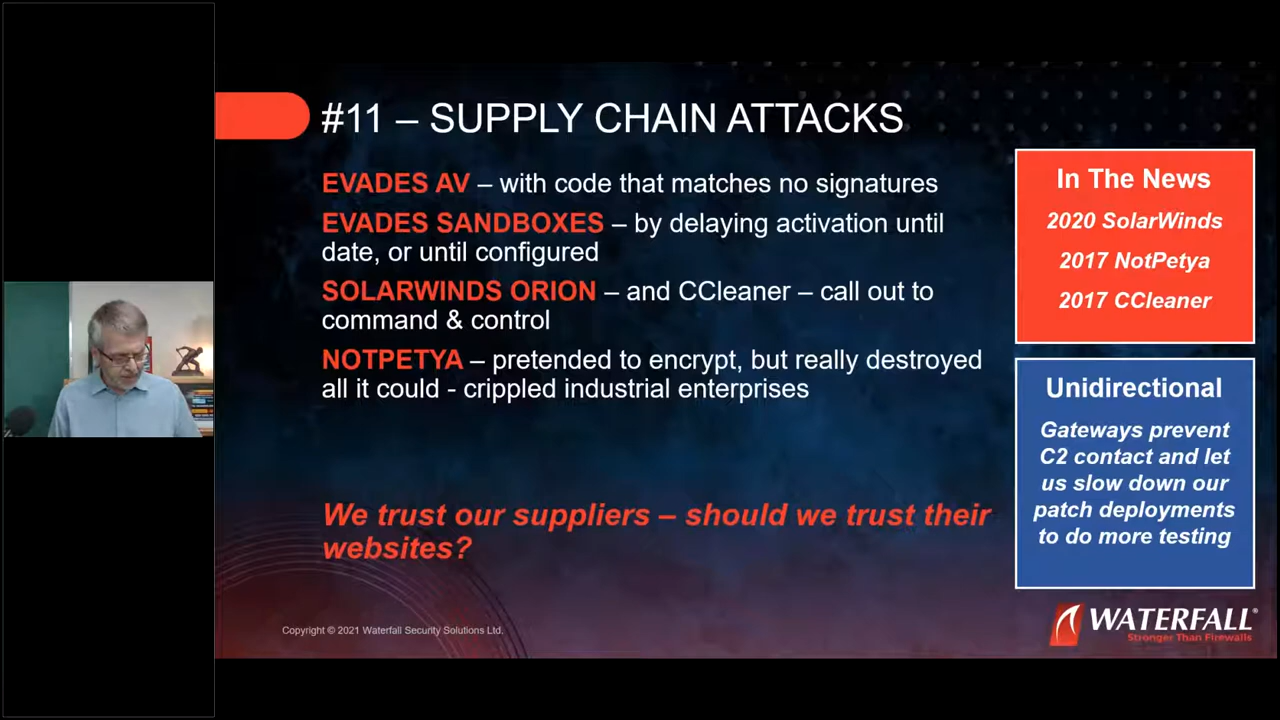 #11 – SUPPLY CHAIN ATTACKS
EVADES AV – with code that matches no signatures
EVADES SANDBOXES – by delaying activation until
date, or until configured
SOLARWINDS ORION – and CCleaner – call out to
command & control
NOTPETYA – pretended to encrypt, but really destroyed
all it could - crippled industrial enterprises
We trust our suppliers – should we trust their
websites?
In The News
2020 SolarWinds
2017 NotPetya
2017 CCleaner
Unidirectional
Gateways prevent
C2 contact and let
us slow down our
patch deployments
to do more testing
Copyright © 2021 Waterfall Security Solutions Ltd.
WATERFALL®
Stronger Than Firewalls